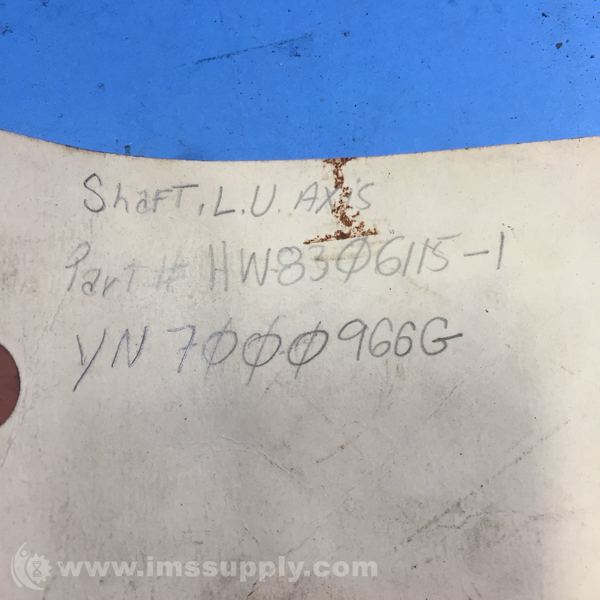 Shaft, L.U. Axis
Part # HW8306115-1
YN 7000966G
www.imssupply.com